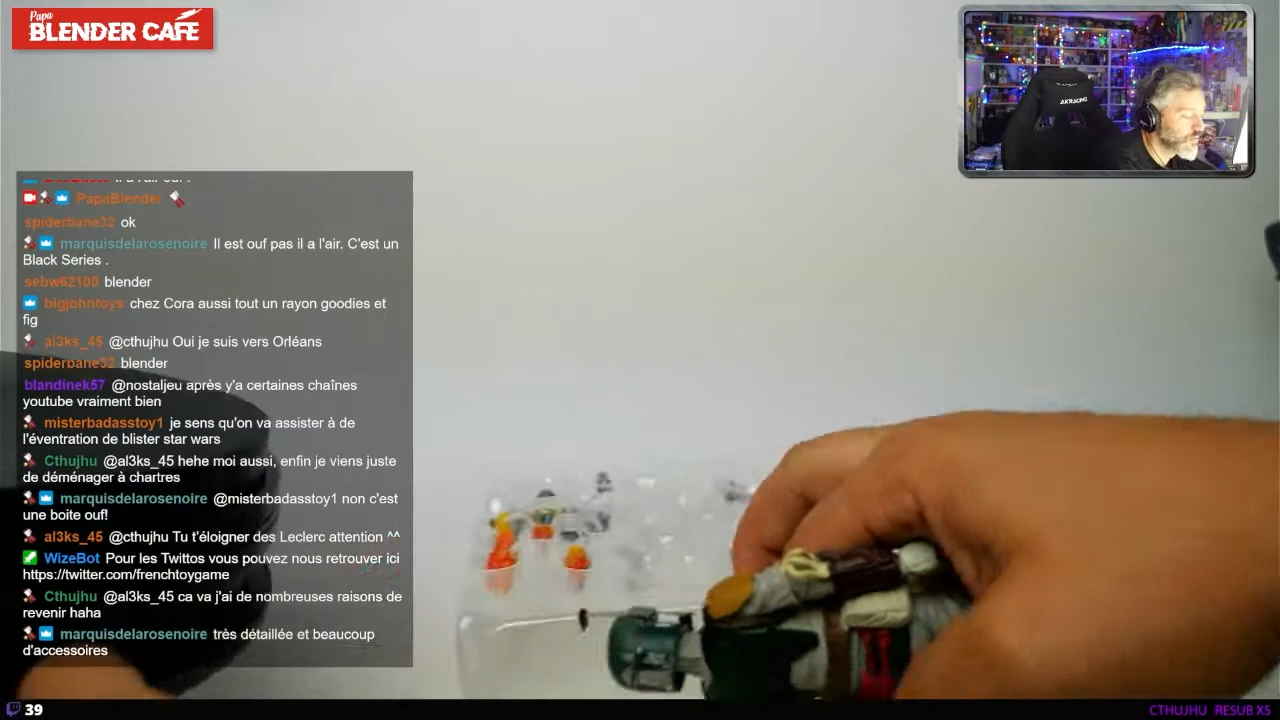 Papa
BLENDER CAFÉ
AKRACING
PapaBlender
spiderbane32 ok
marquisdelarosenoire Il est ouf pas il a l'air. C'est un
Black Series .
sebw62100 blender
bigjohntoys chez Cora aussi tout un rayon goodies et
fig
al3ks_45 @cthujhu Oui je suis vers Orléans
spiderbane32 blender
blandinek57 @nostaljeu après y'a certaines chaînes
youtube vraiment bien
misterbadasstoy1 je sens qu'on va assister à de
l'éventration de blister star wars
Cthujhu @al3ks_45 hehe moi aussi, enfin je viens juste
de déménager à chartres
marquisdelarosenoire @misterbadasstoy1 non c'est
une boite ouf!
al3ks_45 @cthujhu Tu t'éloigner des Leclerc attention ^^
WizeBot Pour les Twittos vous pouvez nous retrouver ici
https://twitter.com/frenchtoygame
Cthujhu @al3ks_45 ca va j'ai de nombreuses raisons de
revenir haha
marquisdelarosenoire très détaillée et beaucoup
d'accessoires
39
CTHUJHU RESUB X5